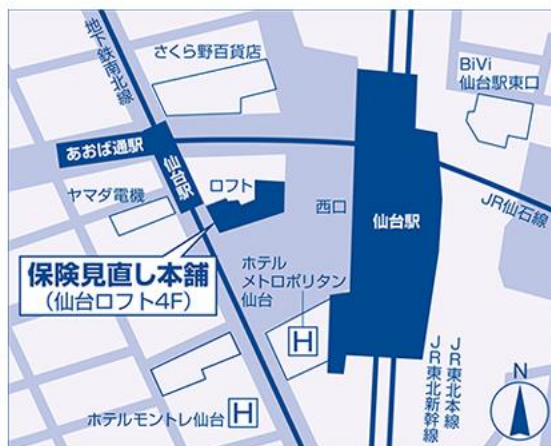 地下鉄南北線
さくら野百貨店
BiVi
仙台駅東口
あおば通駅
仙台駅
ヤマダ電機
ロフト
西口
仙台駅
JR仙石線
保険見直し本舗
(仙台ロフト4F)
ホテル
メトロポリタン
仙台
H
ホテルモントレ仙台
H
JR東北新幹線
JR東北本線
N